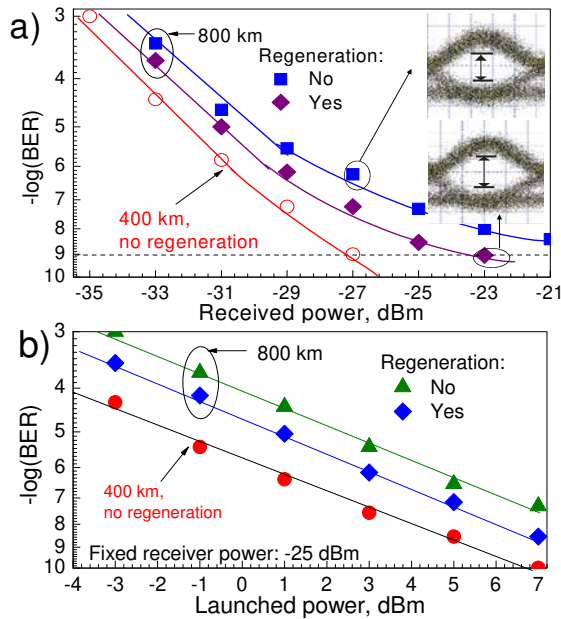 a)
3
4
5
6
7
8
9
10
-log(BER)
800 km
Regeneration:
No
Yes
400 km,
no regeneration
-35 -33 -31 -29 -27 -25 -23 -21
Received power, dBm
b)
3
4
5
6
7
8
9
10
-log(BER)
800 km
Regeneration:
No
Yes
400 km,
no regeneration
Fixed receiver power: -25 dBm
-4 -3 -2 -1 0 1 2 3 4 5 6 7
Launched power, dBm